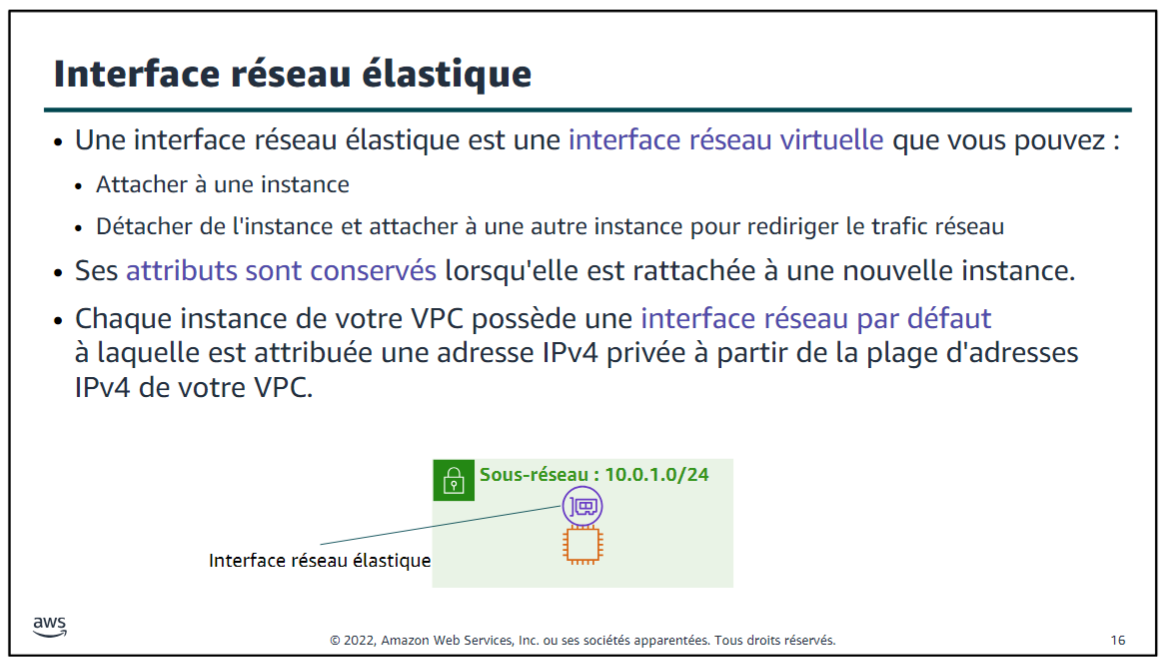 Interface réseau élastique
• Une interface réseau élastique est une interface réseau virtuelle que vous pouvez :
• Attacher à une instance
• Détacher de l'instance et attacher à une autre instance pour rediriger le trafic réseau
• Ses attributs sont conservés lorsqu'elle est rattachée à une nouvelle instance.
• Chaque instance de votre VPC possède une interface réseau par défaut
à laquelle est attribuée une adresse IPv4 privée à partir de la plage d'adresses
IPv4 de votre VPC.
Sous-réseau : 10.0.1.0/24
Interface réseau élastique
aws
© 2022, Amazon Web Services, Inc. ou ses sociétés apparentées. Tous droits réservés.
16